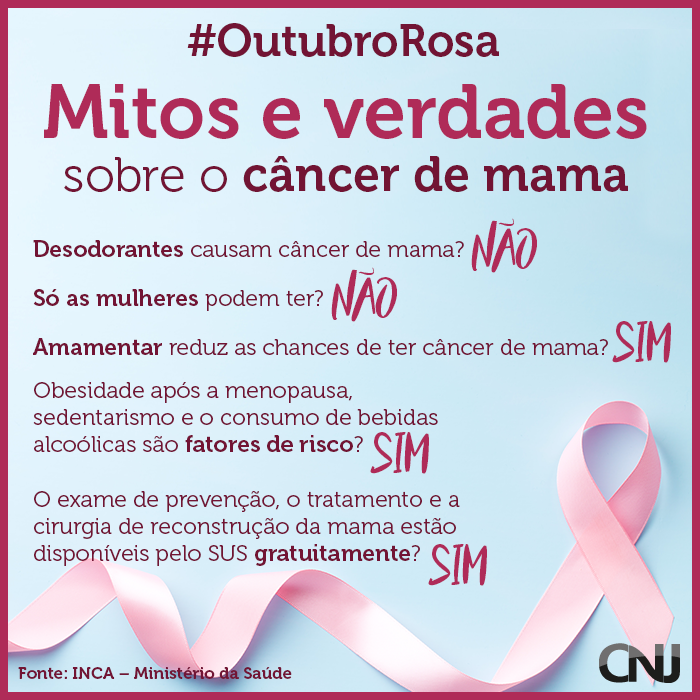 #OutubroRosa
Mitos e verdades
sobre o câncer de mama
Desodorantes causam câncer de mama? NÃO
Só as mulheres podem ter? NÃO
Amamentar reduz as chances de ter câncer de mama? SIM
Obesidade após a menopausa,
sedentarismo e o consumo de bebidas
alcoólicas são fatores de risco? SIM
O exame de prevenção, o tratamento e a
cirurgia de reconstrução da mama estão
disponíveis pelo SUS gratuitamente? SIM
Fonte: INCA – Ministério da Saúde
CNJ